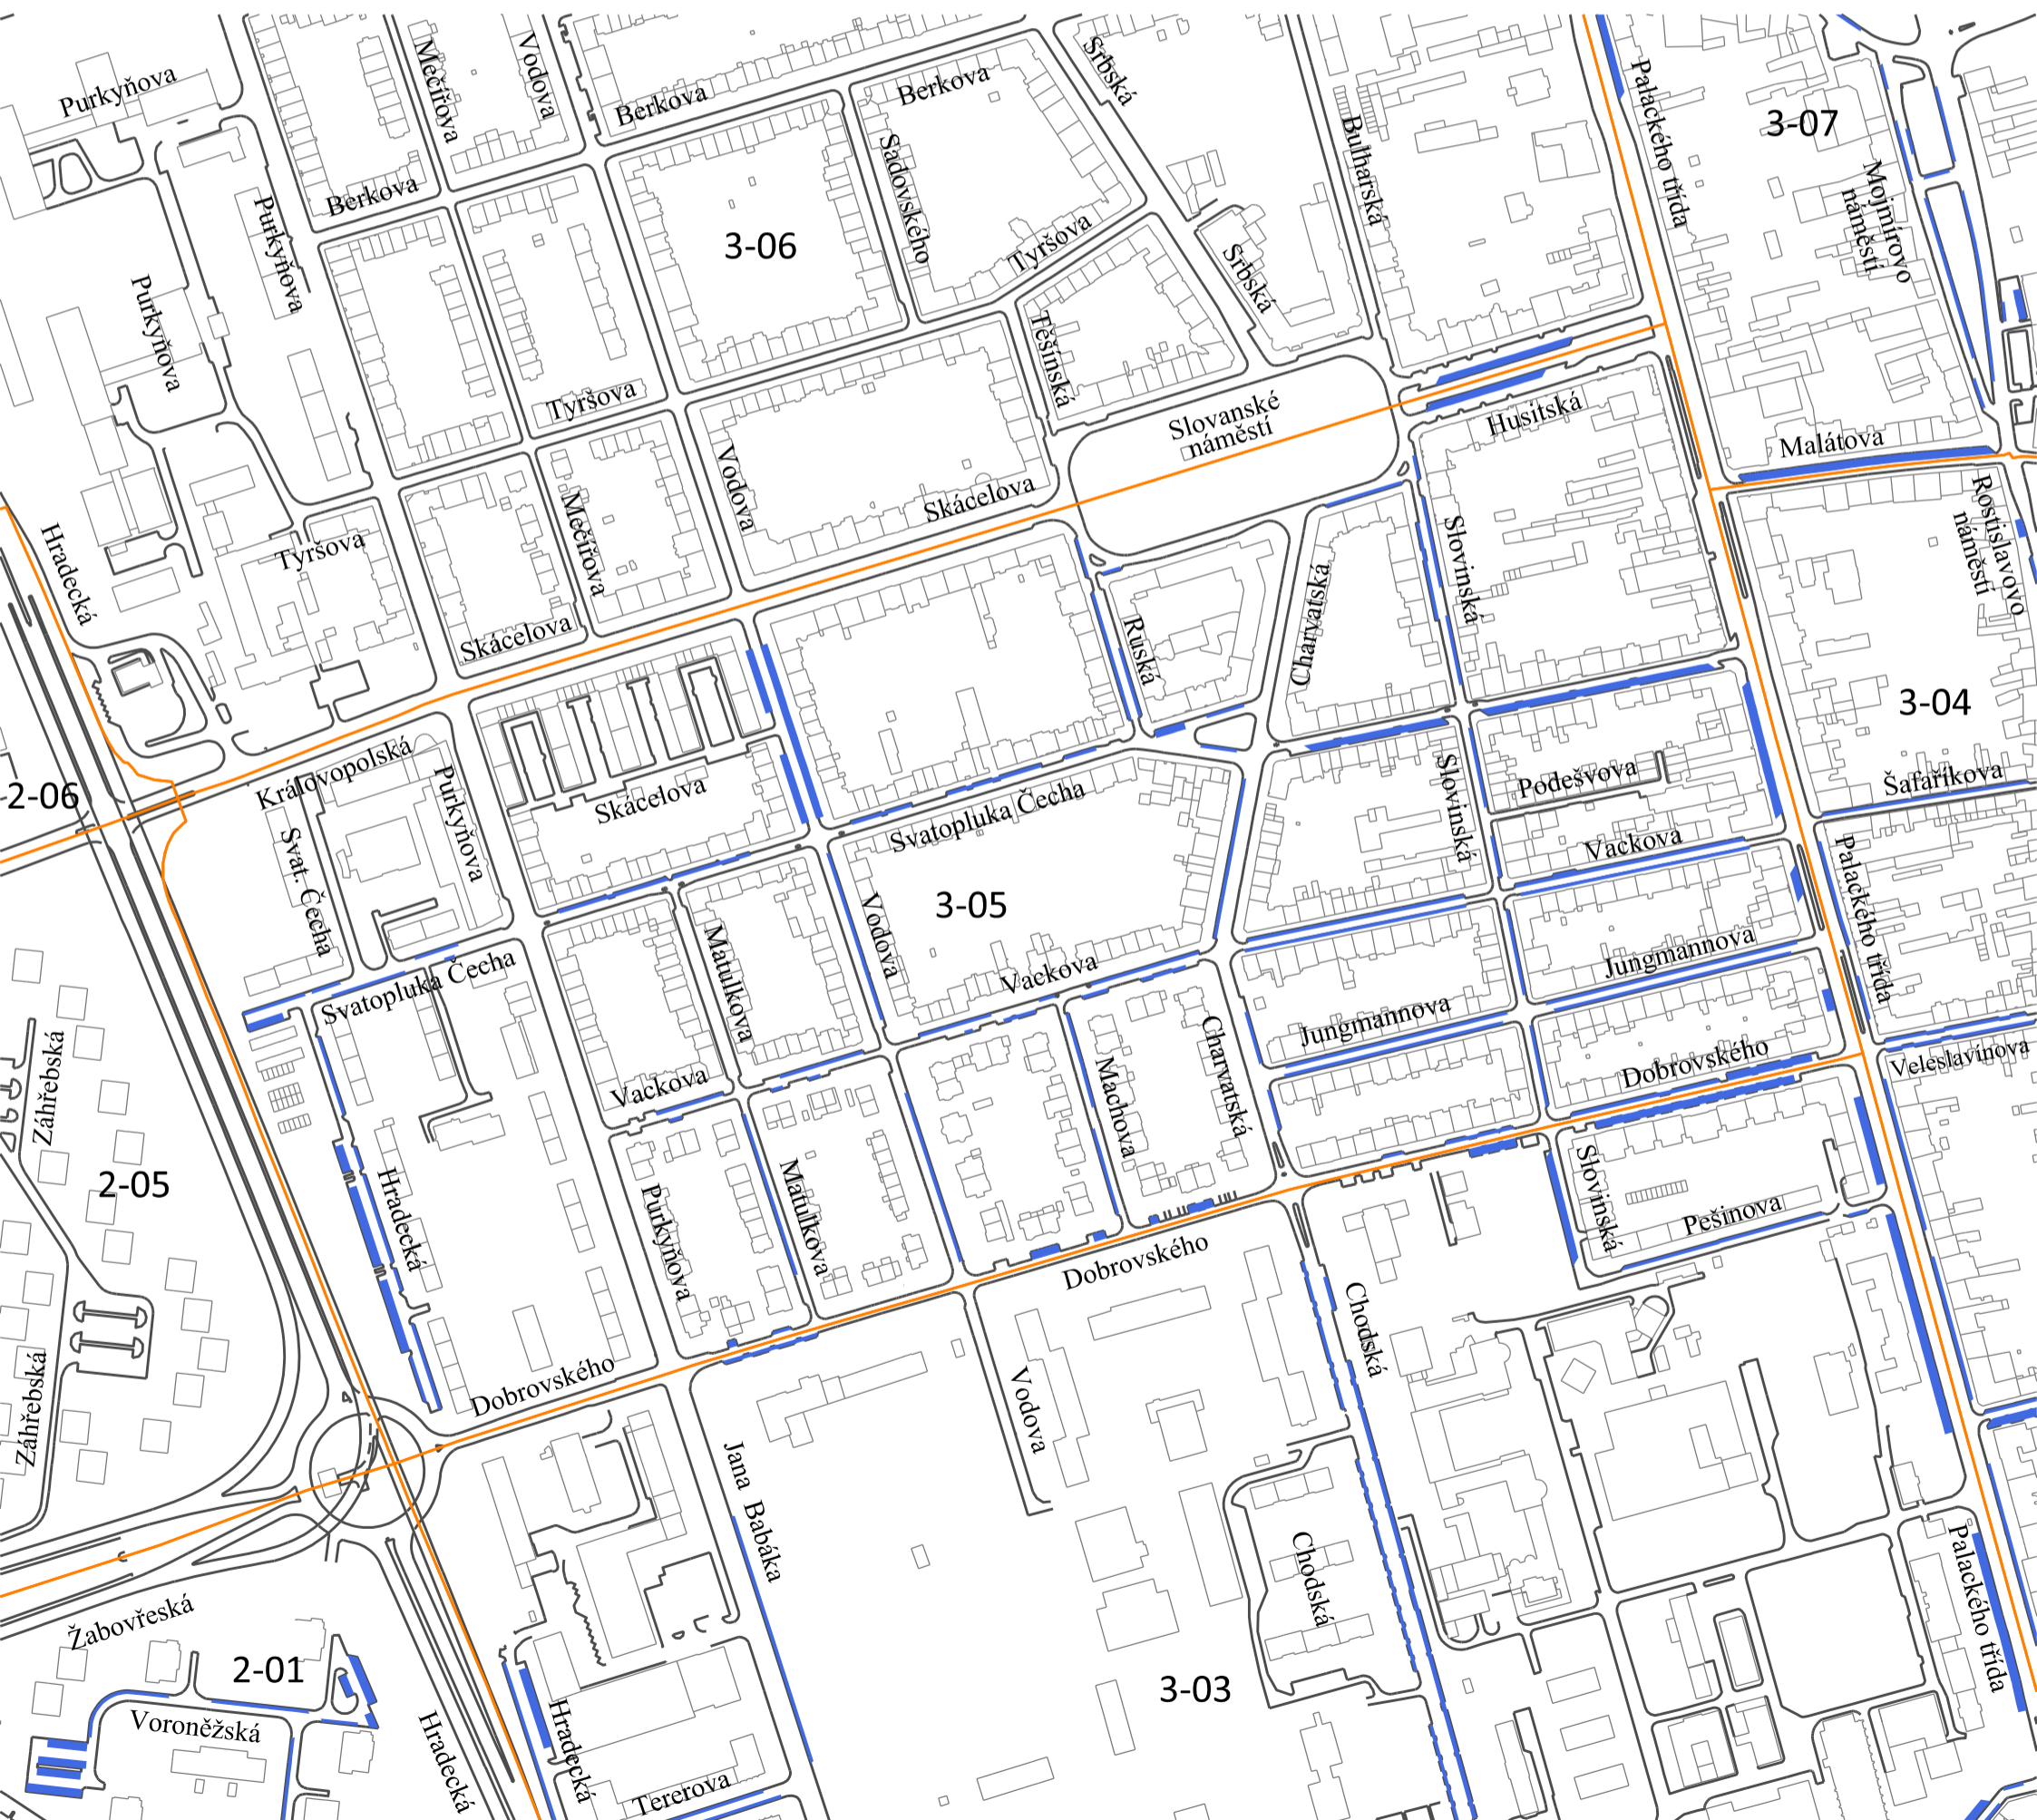 Purkyňova
Mečířova
Vodova
Berkova
Berkova
Srbská
Palackého třída
3-07
Bulharská
Sadovského
Mojmírovo
náměstí
Berkova
Purkyňova
3-06
Tyršova
Srbská
Purkyňova
Těšínská
Tyršova
Slovanské
náměstí
Husitská
Malátova
Vodova
Skácelova
Mečířova
Rostislavovo
náměstí
Hradecká
Tyršova
Slovinská
Charvatská
Skácelova
Ruská
3-04
Královopolská
Purkyňova
Skácelova
Slovinská
Podešvova
Šafaříkova
2-06
Svatopluka Čecha
Svat. Čecha
Vackova
Palackého třída
3-05
Vodova
Matulkova
Svatopluka Čecha
Vackova
Jungmannova
Jungmannova
Charvatská
Záhřebská
Machova
Dobrovského
Veleslavínova
Vackova
2-05
Hradecká
Purkyňova
Matulkova
Slovinská
Pešinova
Dobrovského
Chodská
Záhřebská
Dobrovského
Vodova
Jana Babáka
Chodská
Palackého třída
Žabovřeská
2-01
3-03
Voroněžská
Hradecká
Hradecká
Tererova